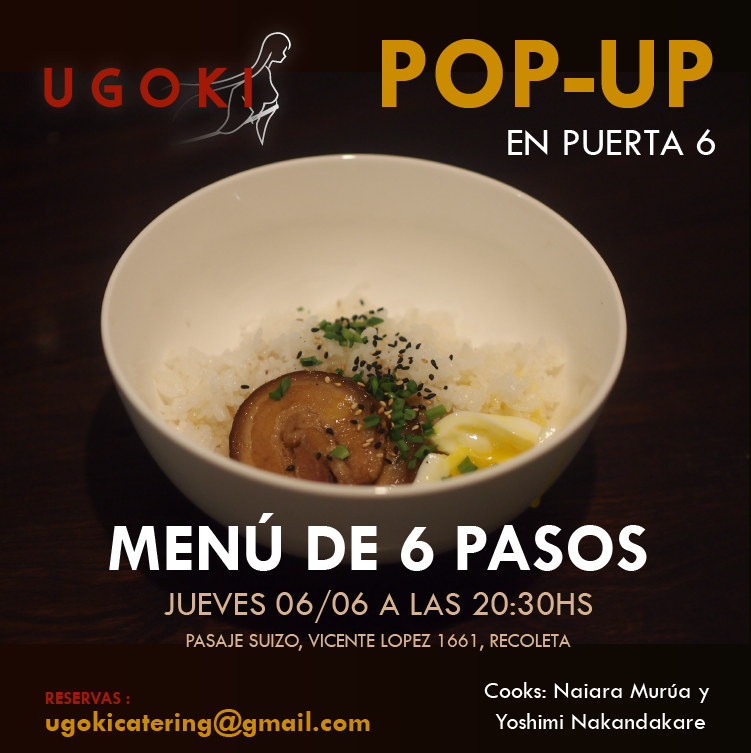 UGOKI
POP-UP
EN PUERTA 6
MENÚ DE 6 PASOS
JUEVES 06/06 A LAS 20:30HS
PASAJE SUIZO, VICENTE LOPEZ 1661, RECOLETA
RESERVAS :
ugokicatering@gmail.com
Cooks: Naiara Murúa y
Yoshimi Nakandakare